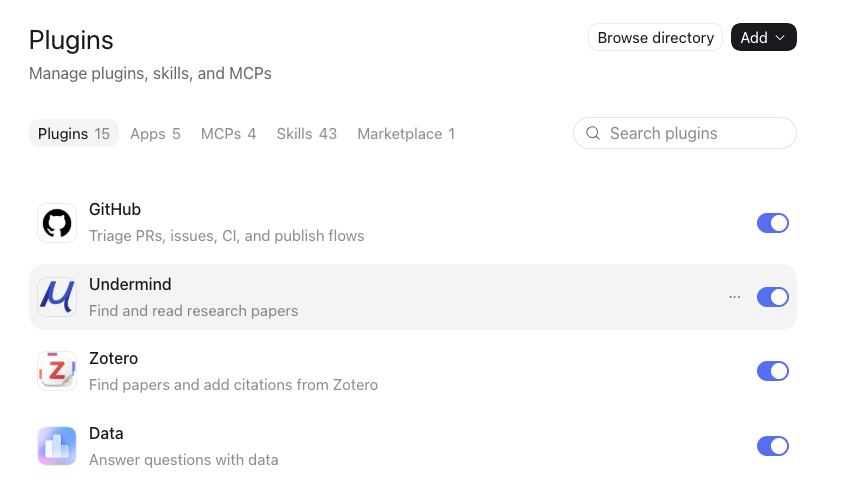 Plugins
Browse directory
Add
Manage plugins, skills, and MCPs
Plugins 15
Apps 5
MCPs 4
Skills 43
Marketplace 1
Search plugins
GitHub
Triage PRs, issues, CI, and publish flows
Undermind
Find and read research papers
Zotero
Find papers and add citations from Zotero
Data
Answer questions with data